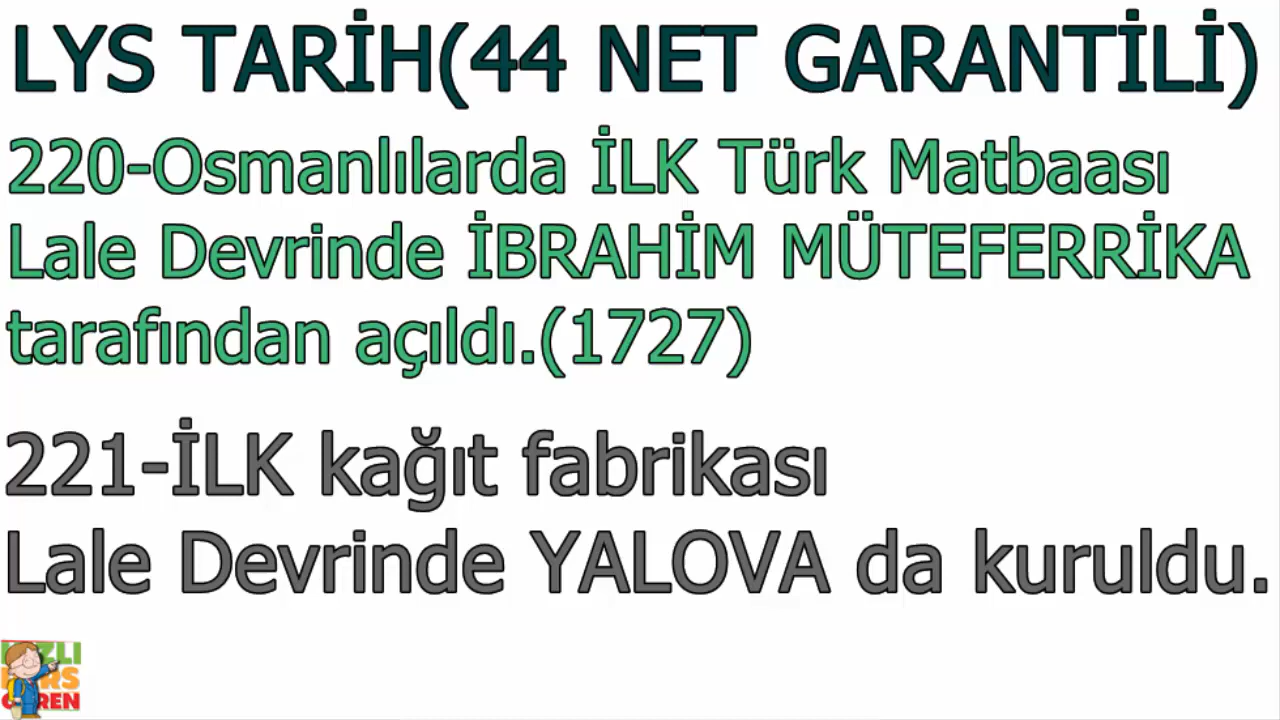 LYS TARİH(44 NET GARANTİLİ)
220-Osmanlılarda İLK Türk Matbaası
Lale Devrinde İBRAHİM MÜTEFERRİKA
tarafından açıldı.(1727)
221-İLK kağıt fabrikası
Lale Devrinde YALOVA da kuruldu.